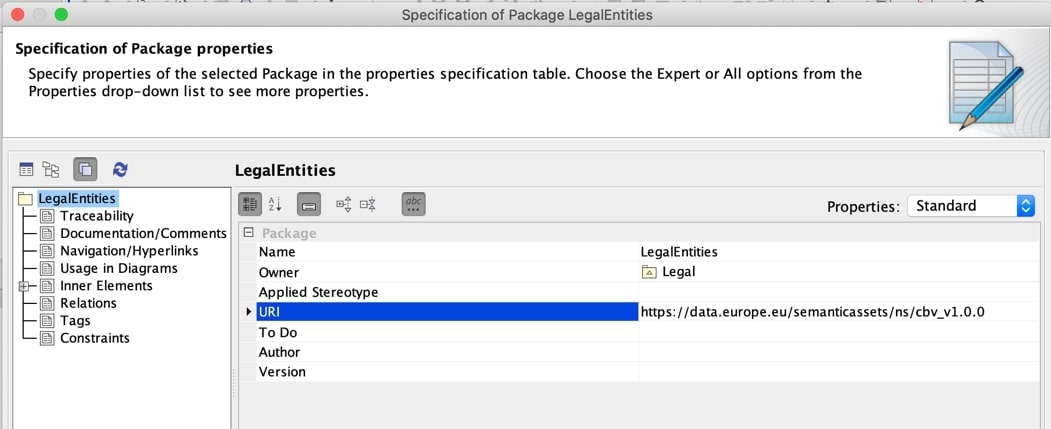 Specification of Package LegalEntities
Specification of Package properties
Specify properties of the selected Package in the properties specification table. Choose the Expert or All options from the
Properties drop-down list to see more properties.
LegalEntities
LegalEntities
Traceability
Documentation/Comments
Navigation/Hyperlinks
Usage in Diagrams
Inner Elements
Relations
Tags
Constraints
A
Z
abc
...
Properties: Standard
Package
Name LegalEntities
Owner Legal
Applied Stereotype
URI https://data.europe.eu/semanticassets/ns/cbv_v1.0.0
To Do
Author
Version